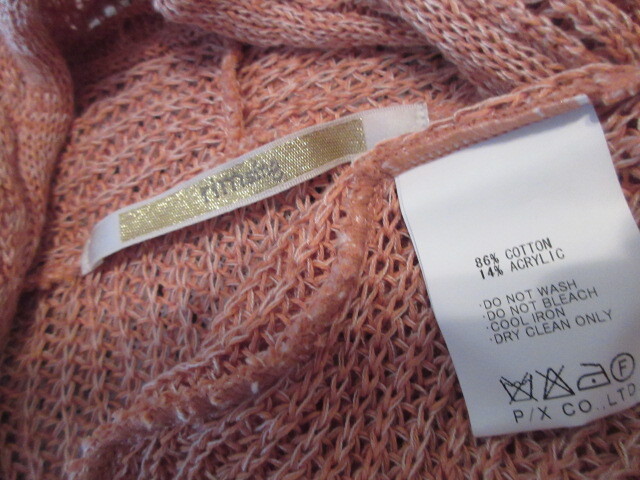 86% COTTON
14% ACRYLIC
·DO NOT WASH
·DO NOT BLEACH
·COOL IRON
·DRY CLEAN ONLY
F
P/X CO.,LTD